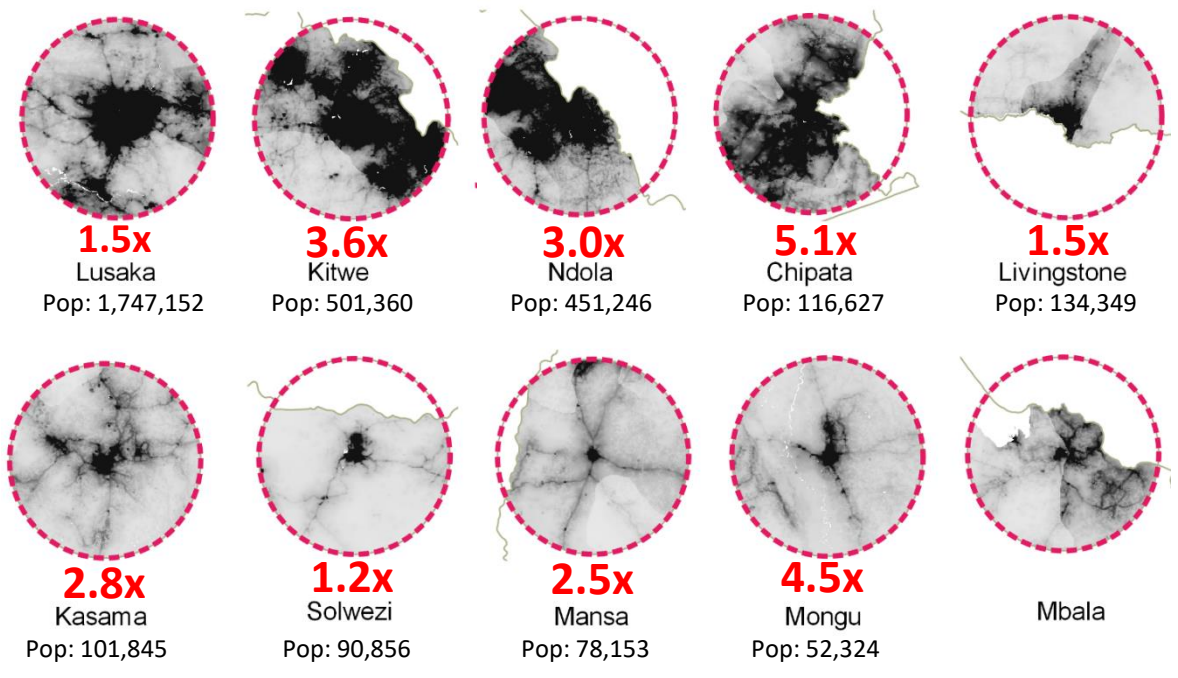 1.5x
Lusaka
Pop: 1,747,152
3.6x
Kitwe
Pop: 501,360
3.0x
Ndola
Pop: 451,246
5.1x
Chipata
Pop: 116,627
1.5x
Livingstone
Pop: 134,349
2.8x
Kasama
Pop: 101,845
1.2x
Solwezi
Pop: 90,856
2.5x
Mansa
Pop: 78,153
4.5x
Mongu
Pop: 52,324
Mbala